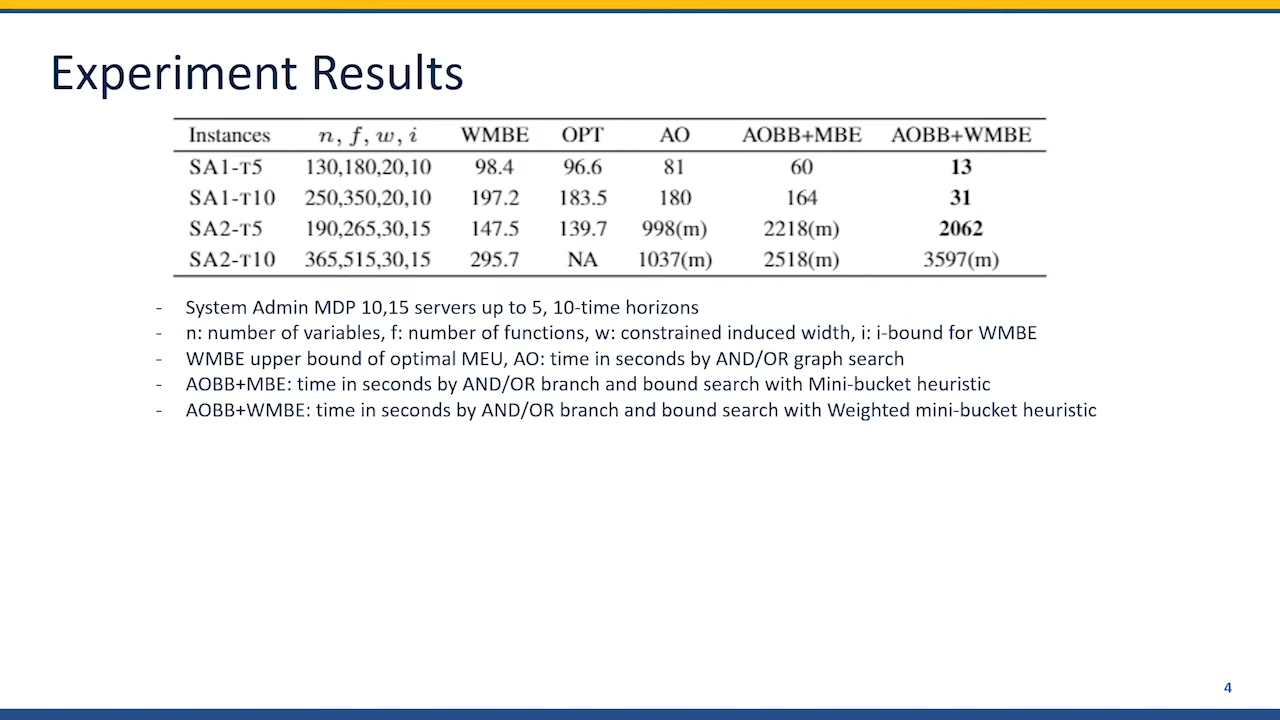 Experiment Results
Instances n, f, w, i WMBE OPT AO AOBB+MBE AOBB+WMBE
SA1-T5 130,180,20,10 98.4 96.6 81 60 13
SA1-T10 250,350,20,10 197.2 183.5 180 164 31
SA2-T5 190,265,30,15 147.5 139.7 998(m) 2218(m) 2062
SA2-T10 365,515,30,15 295.7 NA 1037(m) 2518(m) 3597(m)
- System Admin MDP 10,15 servers up to 5, 10-time horizons
- n: number of variables, f: number of functions, w: constrained induced width, i: i-bound for WMBE
- WMBE upper bound of optimal MEU, AO: time in seconds by AND/OR graph search
- AOBB+MBE: time in seconds by AND/OR branch and bound search with Mini-bucket heuristic
- AOBB+WMBE: time in seconds by AND/OR branch and bound search with Weighted mini-bucket heuristic
4